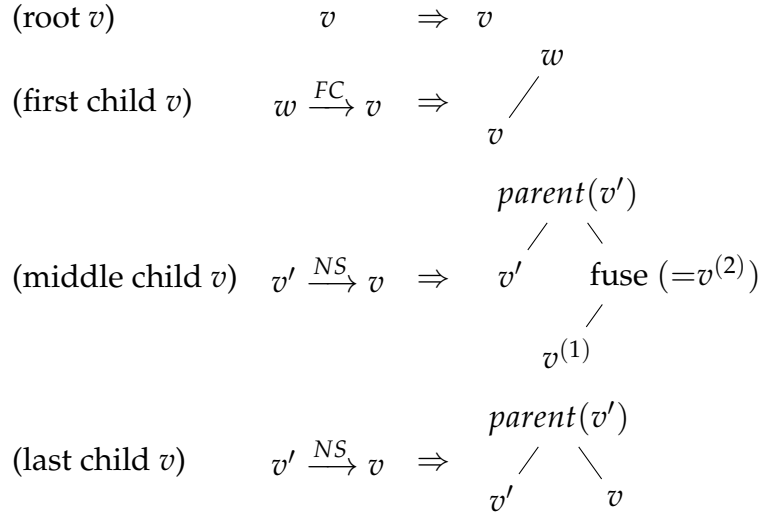 (root v) v ⇒ v
w
(first child v) w FC→ v ⇒
v
parent(v′)
(middle child v) v′ NS→ v ⇒ v′ fuse (=v⁽²⁾)
v⁽¹⁾
parent(v′)
(last child v) v′ NS→ v ⇒
v′ v